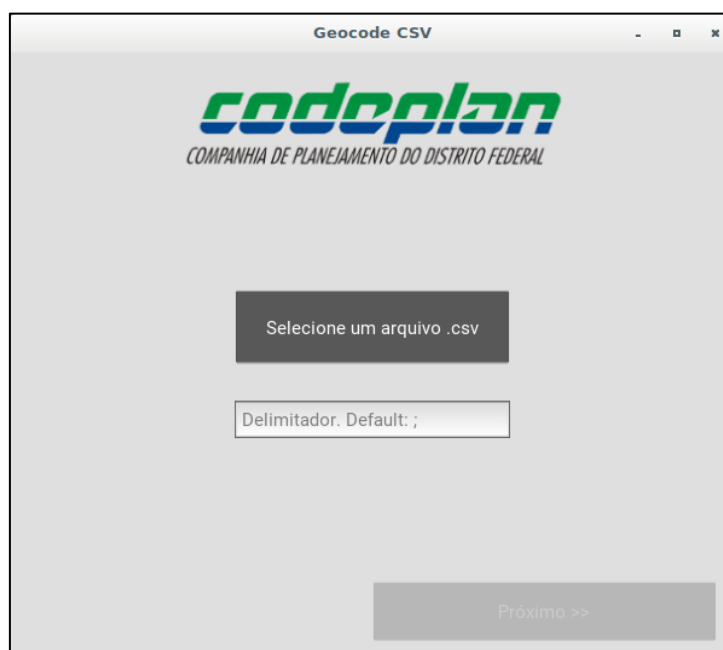 Geocode CSV
codeplan
COMPANHIA DE PLANEJAMENTO DO DISTRITO FEDERAL
Selecione um arquivo .csv
Delimitador. Default: ;
Próximo >>